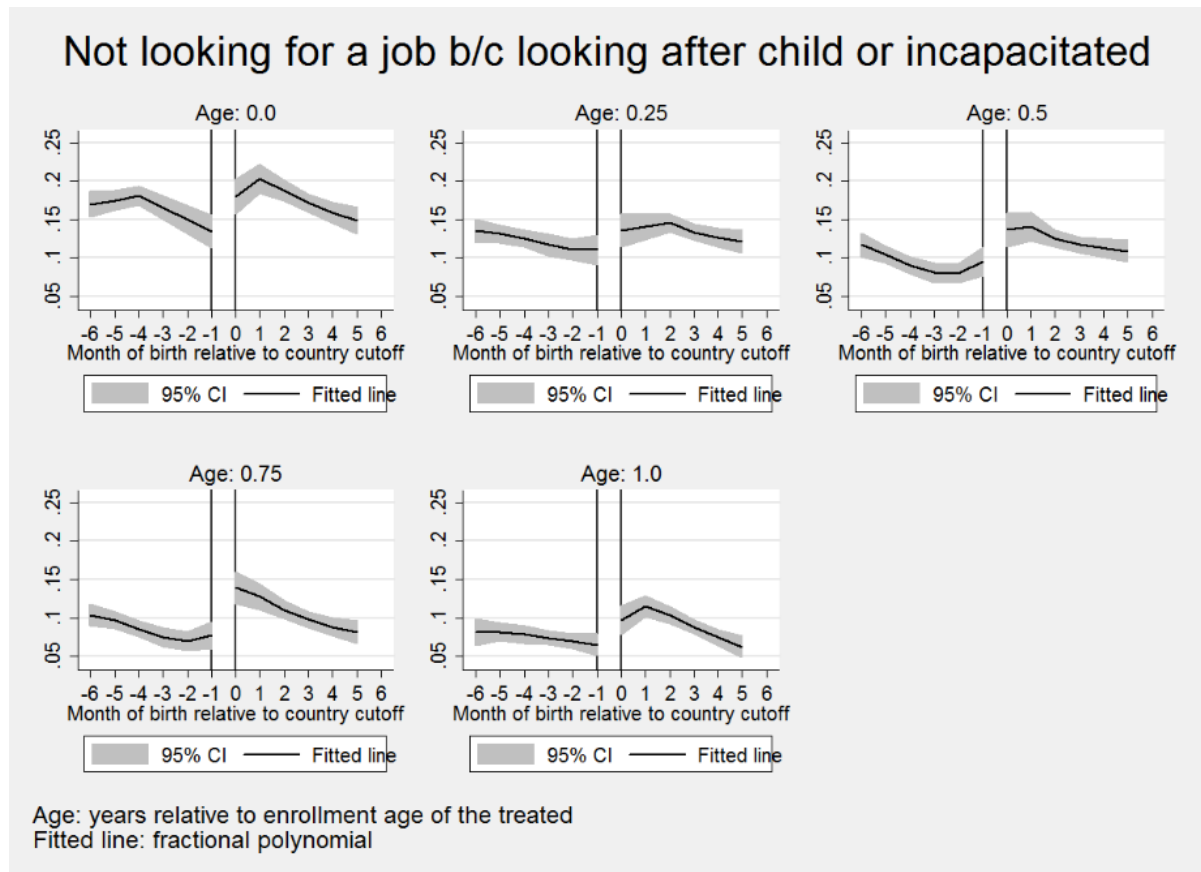 Not looking for a job b/c looking after child or incapacitated
Age: 0.0
.25
.2
.15
.1
.05
-6 -5 -4 -3 -2 -1 0 1 2 3 4 5 6
Month of birth relative to country cutoff
95% CI Fitted line
Age: 0.25
.25
.2
.15
.1
.05
-6 -5 -4 -3 -2 -1 0 1 2 3 4 5 6
Month of birth relative to country cutoff
95% CI Fitted line
Age: 0.5
.25
.2
.15
.1
.05
-6 -5 -4 -3 -2 -1 0 1 2 3 4 5 6
Month of birth relative to country cutoff
95% CI Fitted line
Age: 0.75
.25
.2
.15
.1
.05
-6 -5 -4 -3 -2 -1 0 1 2 3 4 5 6
Month of birth relative to country cutoff
95% CI Fitted line
Age: 1.0
.25
.2
.15
.1
.05
-6 -5 -4 -3 -2 -1 0 1 2 3 4 5 6
Month of birth relative to country cutoff
95% CI Fitted line
Age: years relative to enrollment age of the treated
Fitted line: fractional polynomial